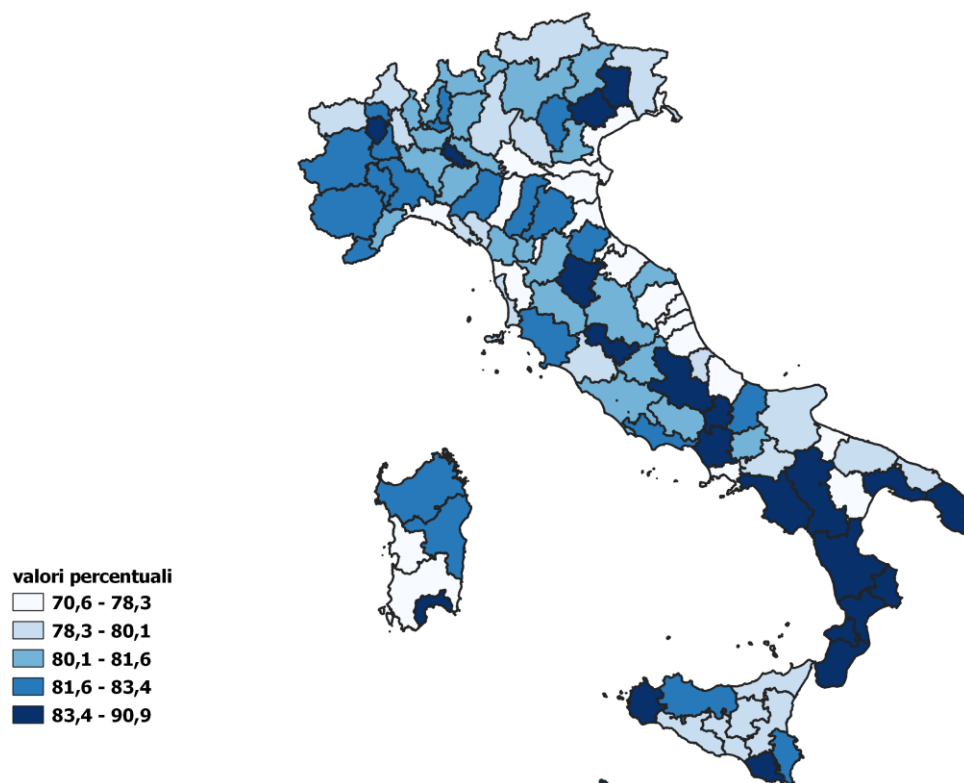 valori percentuali
70,6 - 78,3
78,3 - 80,1
80,1 - 81,6
81,6 - 83,4
83,4 - 90,9